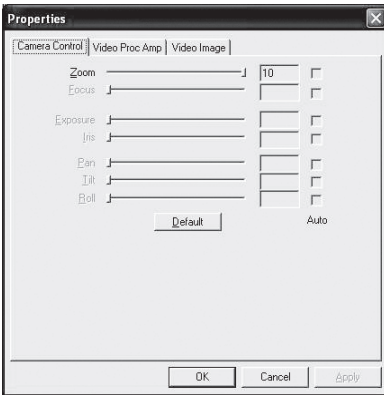 Properties
Camera Control Video Proc Amp Video Image
Zoom 10
Focus
Exposure
Iris
Pan
Tilt
Roll
Default Auto
OK Cancel Apply